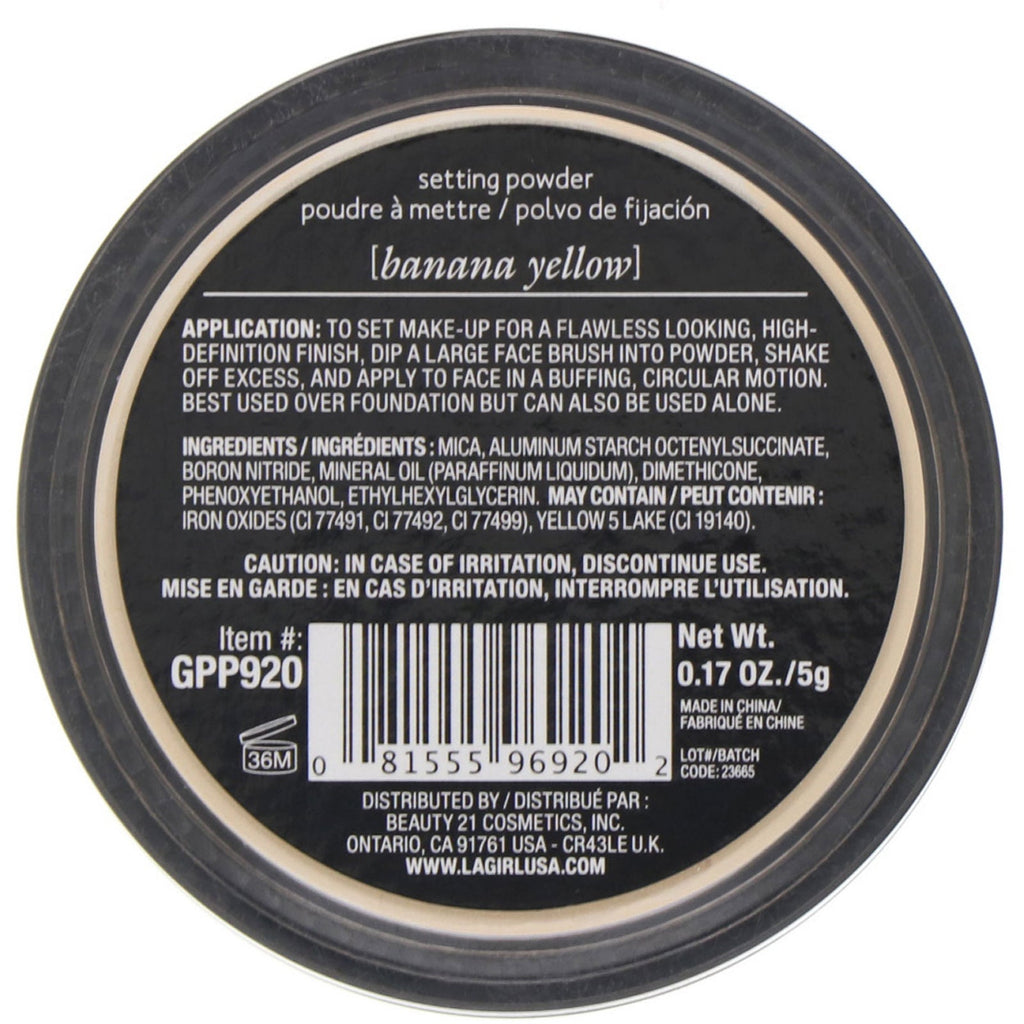 setting powder
poudre à mettre / polvo de fijación
[banana yellow]
APPLICATION: TO SET MAKE-UP FOR A FLAWLESS LOOKING, HIGH-
DEFINITION FINISH, DIP A LARGE FACE BRUSH INTO POWDER, SHAKE
OFF EXCESS, AND APPLY TO FACE IN A BUFFING, CIRCULAR MOTION.
BEST USED OVER FOUNDATION BUT CAN ALSO BE USED ALONE.
INGREDIENTS / INGRÉDIENTS : MICA, ALUMINUM STARCH OCTENYLSUCCINATE,
BORON NITRIDE, MINERAL OIL (PARAFFINUM LIQUIDUM), DIMETHICONE,
PHENOXYETHANOL, ETHYLHEXYLGLYCERIN. MAY CONTAIN / PEUT CONTENIR :
IRON OXIDES (CI 77491, CI 77492, CI 77499), YELLOW 5 LAKE (CI 19140).
CAUTION: IN CASE OF IRRITATION, DISCONTINUE USE.
MISE EN GARDE : EN CAS D'IRRITATION, INTERROMPRE L'UTILISATION.
Item #:
GPP920
36M
0 81555 96920 2
Net Wt.
0.17 OZ./5g
MADE IN CHINA/
FABRIQUÉ EN CHINE
LOT#/BATCH
CODE: 23665
DISTRIBUTED BY / DISTRIBUÉ PAR :
BEAUTY 21 COSMETICS, INC.
ONTARIO, CA 91761 USA - CR43LE U.K.
WWW.LAGIRLUSA.COM